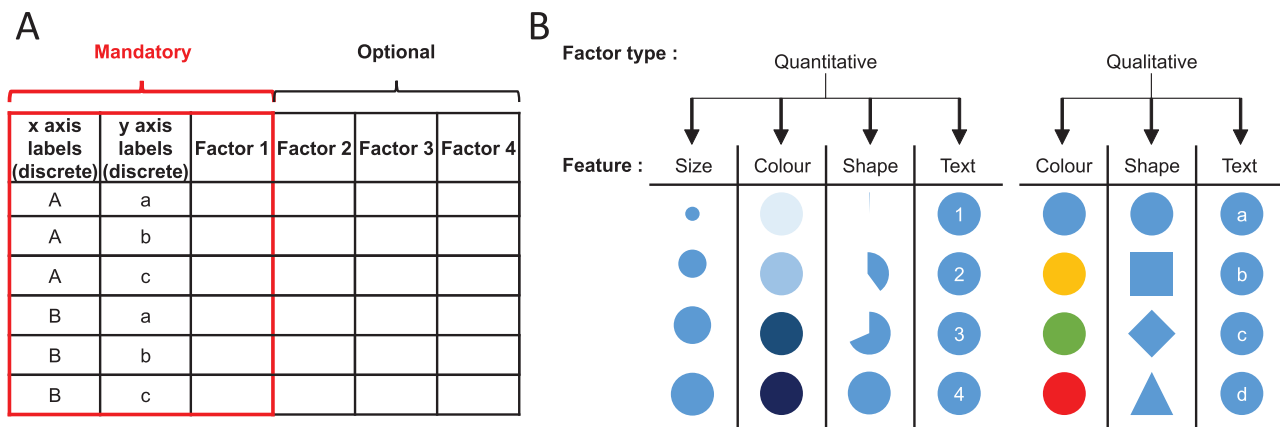 A
Mandatory
Optional
x axis
labels
(discrete)
y axis
labels
(discrete)
Factor 1
Factor 2
Factor 3
Factor 4
A
a
A
b
A
c
B
a
B
b
B
c
B
Factor type :
Quantitative
Qualitative
Feature :
Size
Colour
Shape
Text
Colour
Shape
Text
1
a
2
b
3
c
4
d